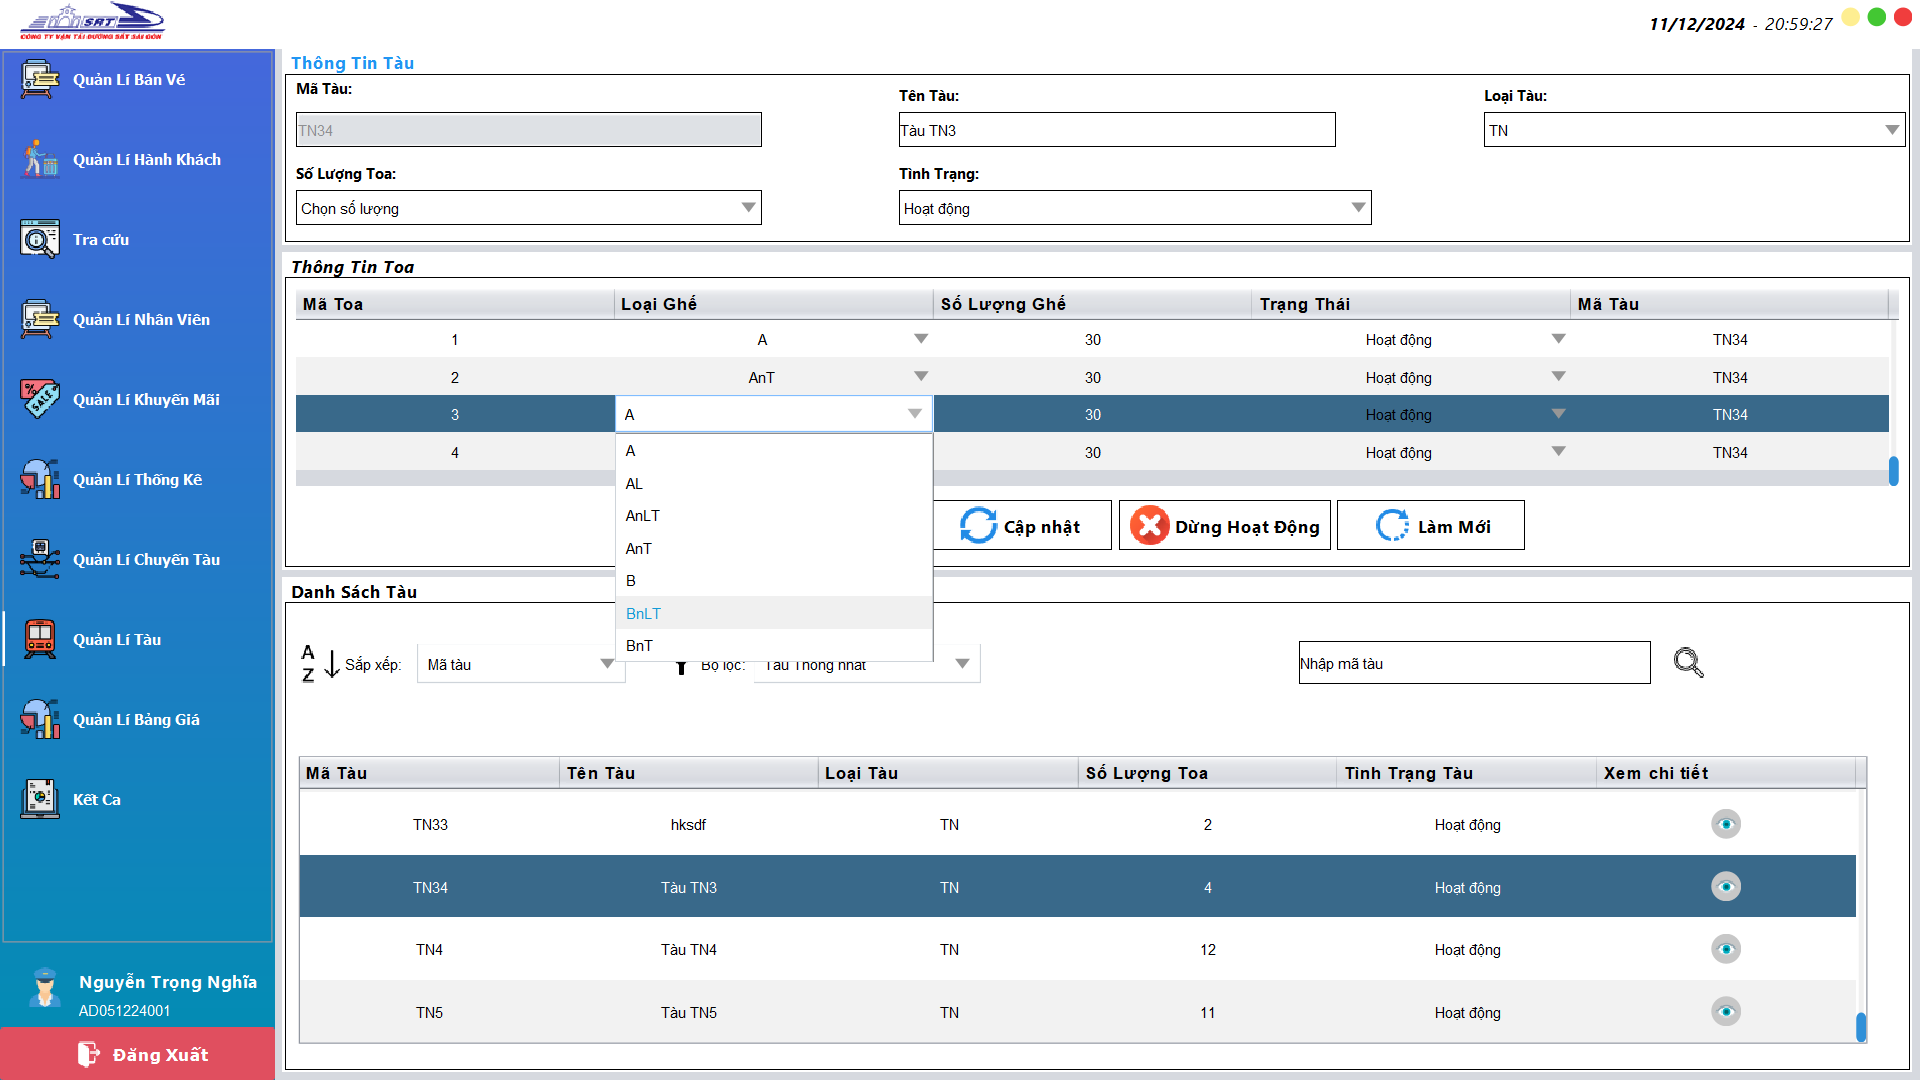 SRT
CÔNG TY VẬN TẢI ĐƯỜNG SẮT SÀI GÒN
11/12/2024 - 20:59:27
Quản Lí Bán Vé
Quản Lí Hành Khách
Tra cứu
Quản Lí Nhân Viên
Quản Lí Khuyến Mãi
Quản Lí Thống Kê
Quản Lí Chuyến Tàu
Quản Lí Tàu
Quản Lí Bảng Giá
Kết Ca
Nguyễn Trọng Nghĩa
AD051224001
Đăng Xuất
Thông Tin Tàu
Mã Tàu:
TN34
Tên Tàu:
Tàu TN3
Loại Tàu:
TN
Số Lượng Toa:
Chọn số lượng
Tình Trạng:
Hoạt động
Thông Tin Toa
Mã Toa Loại Ghế Số Lượng Ghế Trạng Thái Mã Tàu
1 A 30 Hoạt động TN34
2 AnT 30 Hoạt động TN34
3 A 30 Hoạt động TN34
4 30 Hoạt động TN34
A
AL
AnLT
AnT
B
BnLT
BnT
Cập nhật
Dừng Hoạt Động
Làm Mới
Danh Sách Tàu
A
Z
Sắp xếp: Mã tàu Bộ lọc: Tàu Thống nhất
Nhập mã tàu
Mã Tàu Tên Tàu Loại Tàu Số Lượng Toa Tình Trạng Tàu Xem chi tiết
TN33 hksdf TN 2 Hoạt động
TN34 Tàu TN3 TN 4 Hoạt động
TN4 Tàu TN4 TN 12 Hoạt động
TN5 Tàu TN5 TN 11 Hoạt động